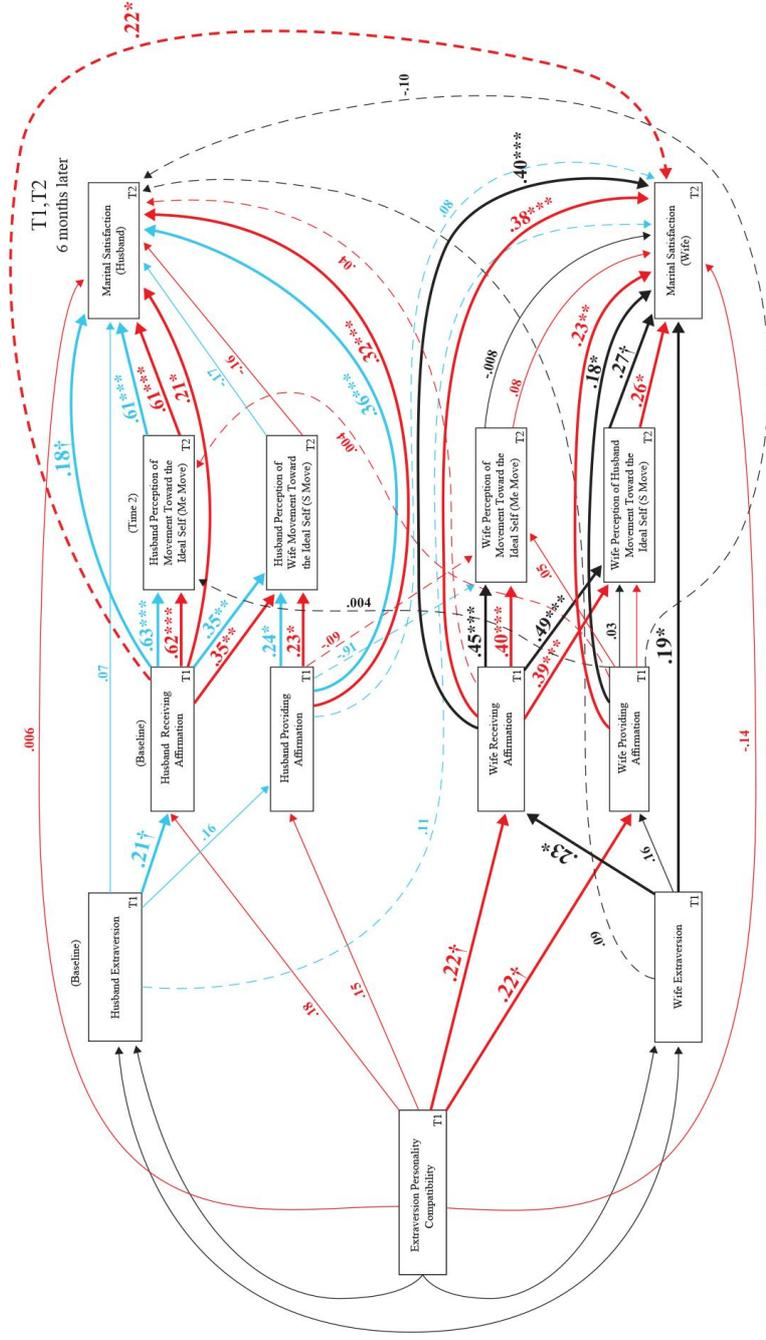 T1,T2
6 months later
(Baseline)
Husband Extraversion
T1
(Baseline)
Husband Receiving
Affirmation
T1
(Time 2)
Husband Perception of
Movement Toward the
Ideal Self (Me Move)
T2
Marital Satisfaction
(Husband)
T2
Husband Providing
Affirmation
T1
Husband Perception of
Wife Movement Toward
the Ideal Self (S Move)
T2
Extraversion Personality
Compatibility
T1
Wife Receiving
Affirmation
T1
Wife Perception of
Movement Toward the
Ideal Self (Me Move)
T2
Wife Providing
Affirmation
T1
Wife Perception of Husband
Movement Toward the
Ideal Self (S Move)
T2
Wife Extraversion
T1
Marital Satisfaction
(Wife)
T2
.22*
.006
.07
.18†
.21†
.16
.63***
.62***
.35**
.35**
.61***
.61***
.21*
.24*
.23*
.17
-.16
.36***
.32***
.04
-.10
.004
.004
-.09
-.91
.08
.11
.18
.15
.22†
.22†
.45***
.40***
.49***
.39***
.05
.03
.40***
.38***
-.008
.08
.23**
.18*
.27†
.26*
.23*
.16
.19*
.09
-.14